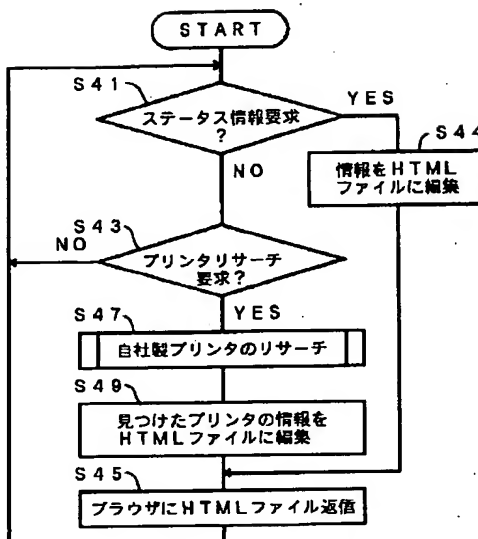 START
S41
ステータス情報要求
?
YES
NO
S44
情報をHTML
ファイルに編集
S43
NO
プリンタリサーチ
要求?
YES
S47
自社製プリンタのリサーチ
S49
見つけたプリンタの情報を
HTMLファイルに編集
S45
ブラウザにHTMLファイル返信